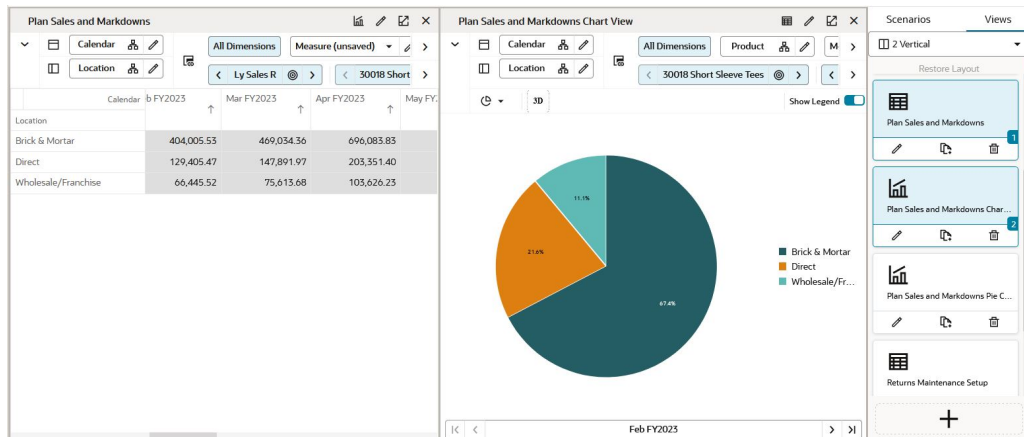 Plan Sales and Markdowns
Calendar
All Dimensions
Measure (unsaved)
Location
Ly Sales R
30018 Short
Calendar
b FY2023
Mar FY2023
Apr FY2023
May FY
Location
Brick & Mortar 404,005.53 469,034.36 696,083.83
Direct 129,405.47 147,891.97 203,351.40
Wholesale/Franchise 66,445.52 75,613.68 103,626.23
Plan Sales and Markdowns Chart View
Calendar
All Dimensions
Product
M
Location
30018 Short Sleeve Tees
3D
Show Legend
11.1%
21.6%
67.4%
Brick & Mortar
Direct
Wholesale/Fr...
Feb FY2023
Scenarios
Views
2 Vertical
Restore Layout
Plan Sales and Markdowns
1
Plan Sales and Markdowns Char...
2
Plan Sales and Markdowns Pie C...
Returns Maintenance Setup